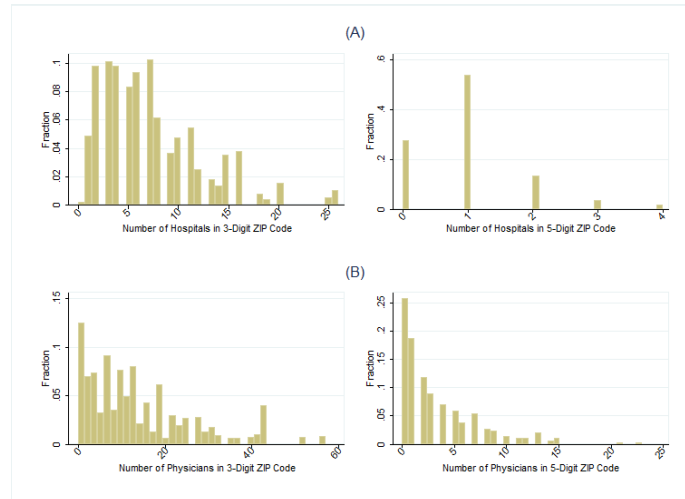 (A)
Fraction
0 .02 .04 .06 .08 .1
0 5 10 15 20 25
Number of Hospitals in 3-Digit ZIP Code
Fraction
0 .2 .4 .6
0 1 2 3 4
Number of Hospitals in 5-Digit ZIP Code
(B)
Fraction
0 .05 .1 .15
0 20 40 60
Number of Physicians in 3-Digit ZIP Code
Fraction
0 .05 .1 .15 .2 .25
0 5 10 15 20 25
Number of Physicians in 5-Digit ZIP Code